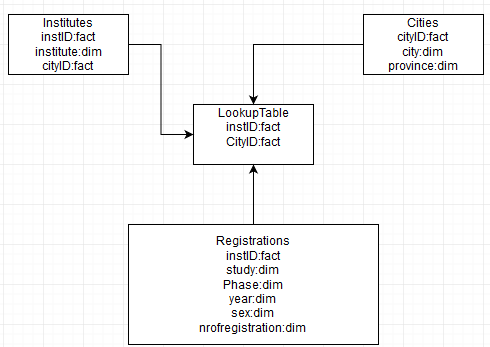 Institutes
instID:fact
institute:dim
cityID:fact
Cities
cityID:fact
city:dim
province:dim
LookupTable
instID:fact
CityID:fact
Registrations
instID:fact
study:dim
Phase:dim
year:dim
sex:dim
nrofregistration:dim